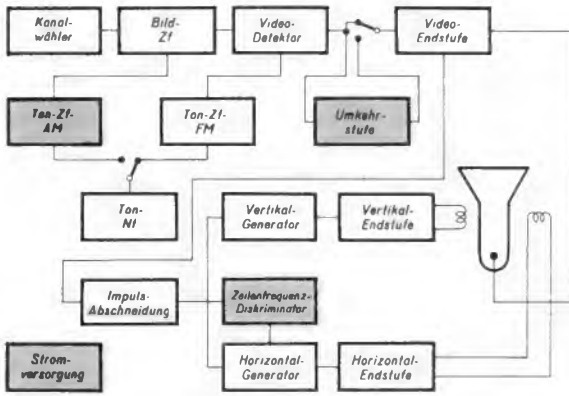 Kanal-
wähler
Bild-
Zf
Video-
Detektor
Video-
Endstufe
Ton-Zf-
AM
Ton-Zf-
FM
Umkehr-
stufe
Ton-
Nf
Vertikal-
Generator
Vertikal-
Endstufe
Impuls-
Abschneidung
Zeilenfrequenz-
Diskriminator
Strom-
versorgung
Horizontal-
Generator
Horizontal-
Endstufe